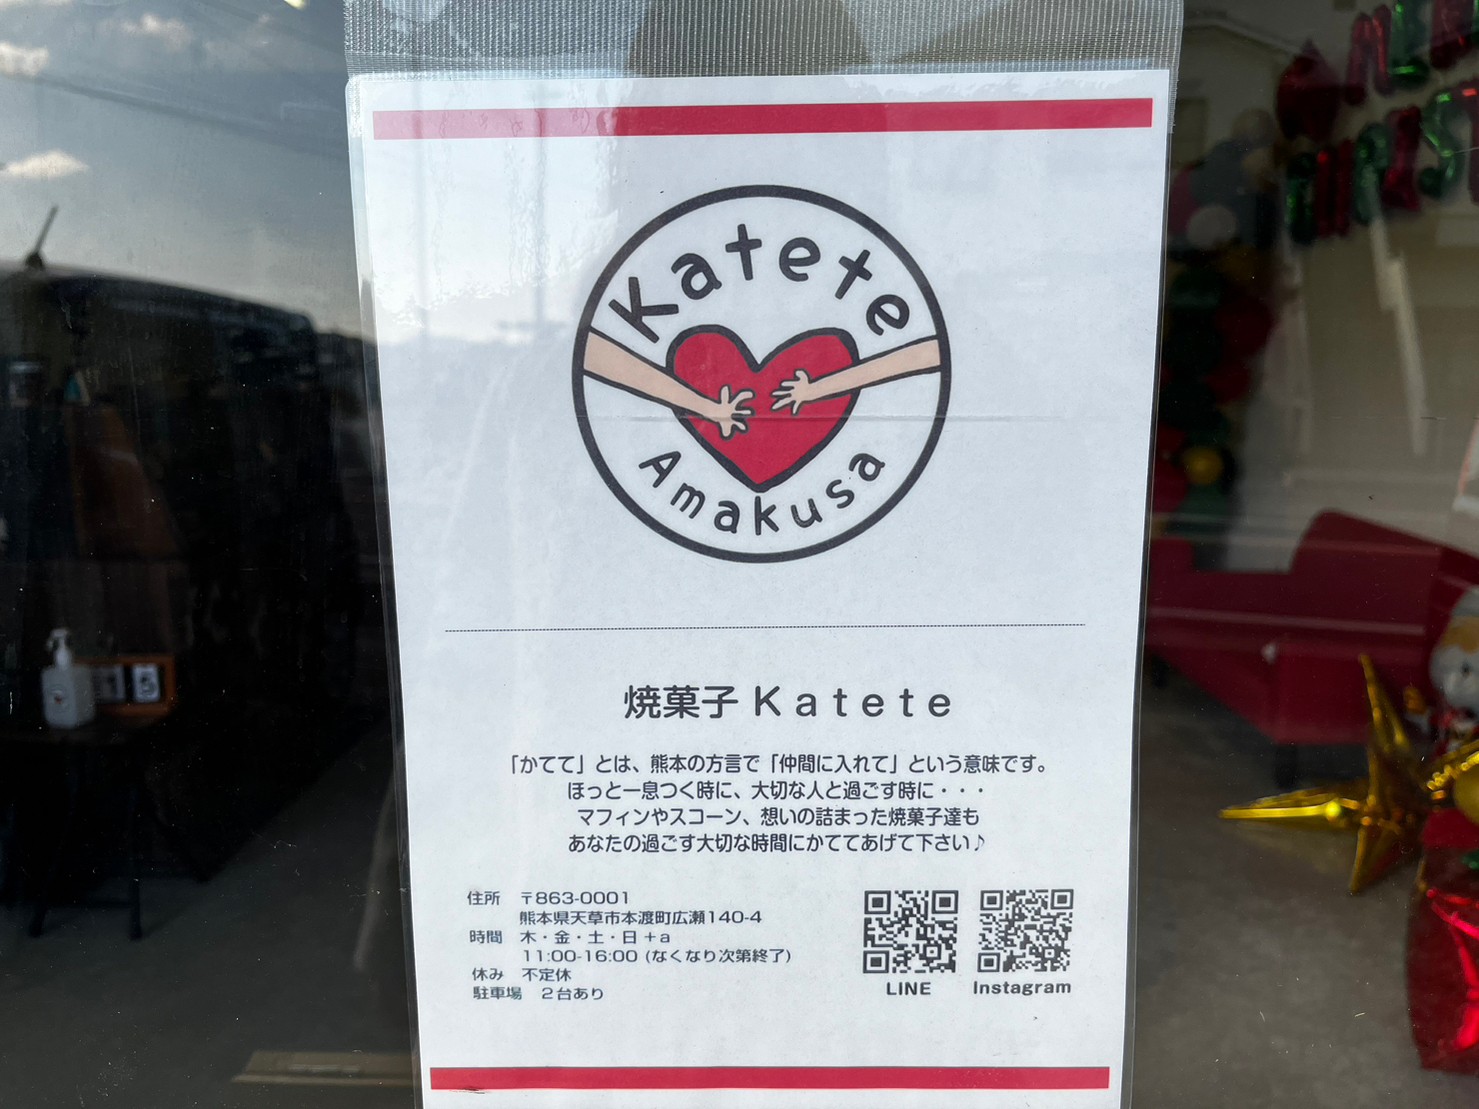 Katete
Amakusa
焼菓子 Katete
「かてて」とは、熊本の方言で「仲間に入れて」という意味です。
ほっと一息つく時に、大切な人と過ごす時に・・・
マフィンやスコーン、想いの詰まった焼菓子達も
あなたの過ごす大切な時間にかててあげて下さい♪
住所 〒863-0001
熊本県天草市本渡町広瀬140-4
時間 木・金・土・日+a
11:00-16:00 (なくなり次第終了)
休み 不定休
駐車場 2台あり
LINE
Instagram